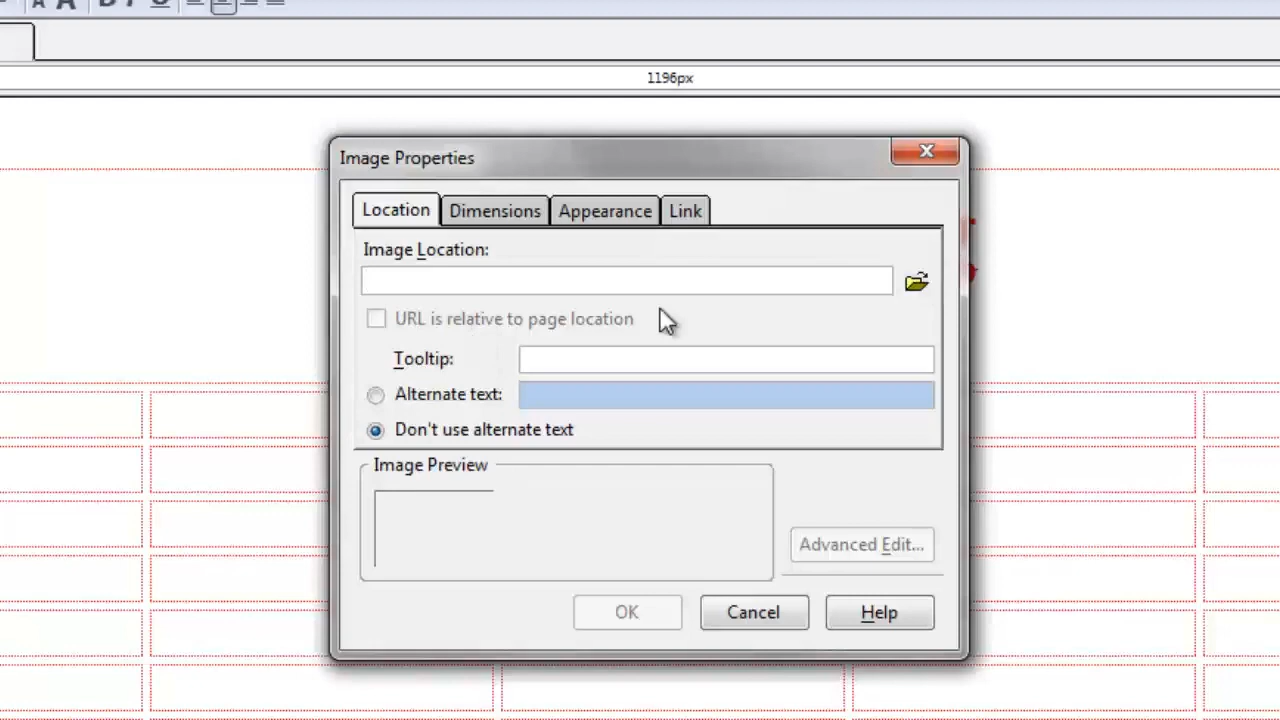 1196px
Image Properties
Location Dimensions Appearance Link
Image Location:
URL is relative to page location
Tooltip:
Alternate text:
Don't use alternate text
Image Preview
Advanced Edit...
OK Cancel Help